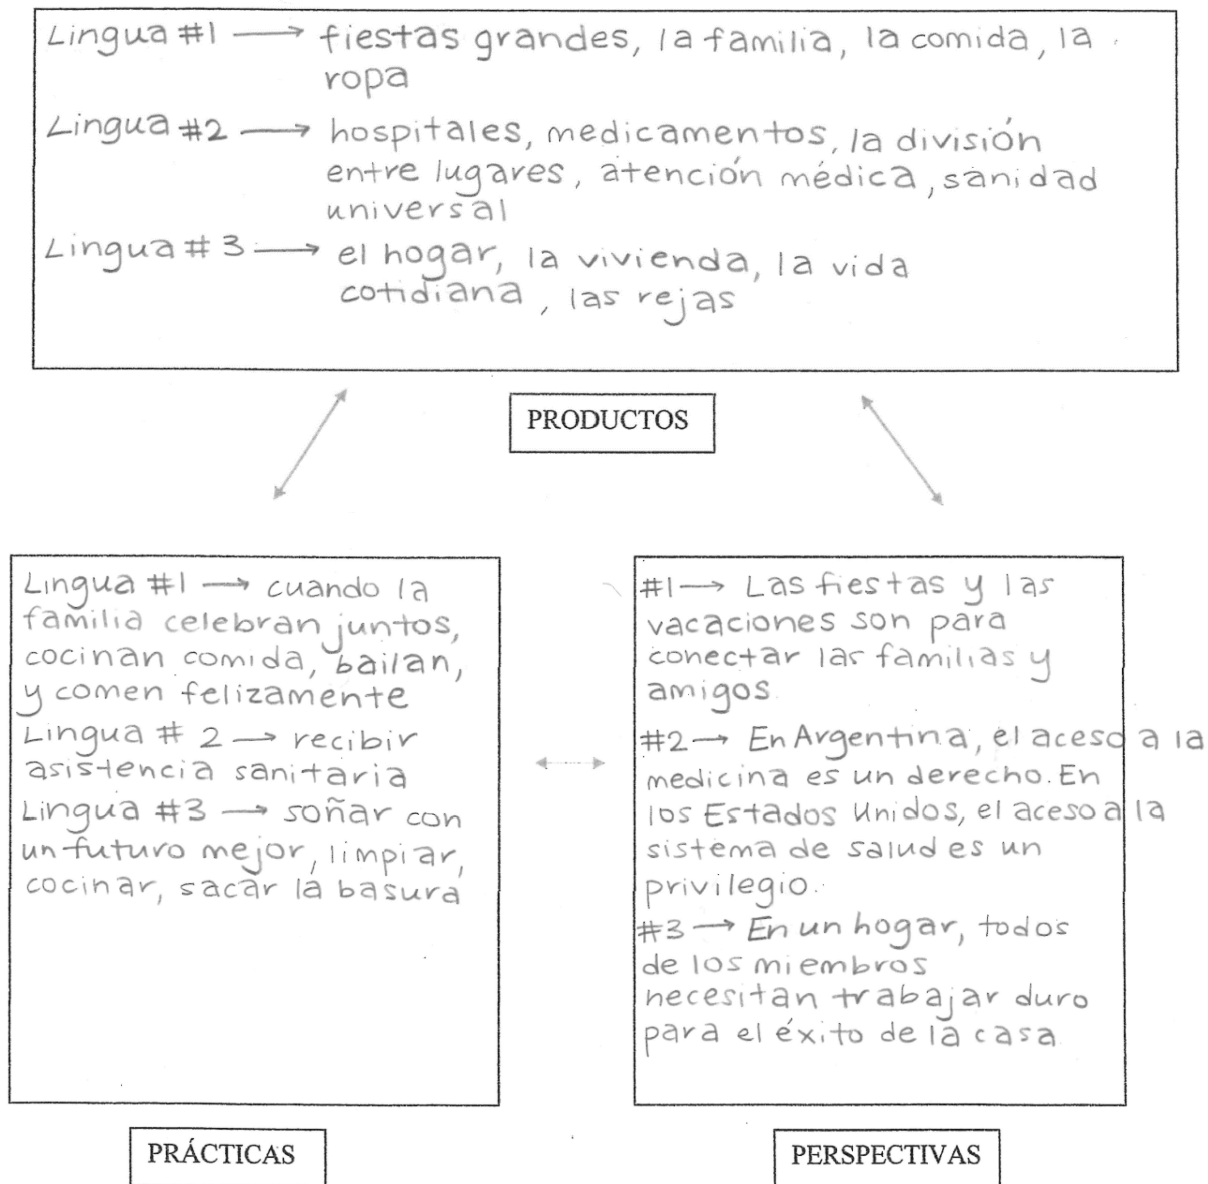 Lingua #1 → fiestas grandes, la familia, la comida, la
ropa
Lingua #2 → hospitales, medicamentos, la división
entre lugares, atención médica, sanidad
universal
Lingua #3 → el hogar, la vivienda, la vida
cotidiana, las rejas
PRODUCTOS
Lingua #1 → cuando la
familia celebran juntos,
cocinan comida, bailan,
y comen felizamente
Lingua # 2 → recibir
asistencia sanitaria
Lingua #3 → soñar con
un futuro mejor, limpiar,
cocinar, sacar la basura
PRÁCTICAS
#1 → Las fiestas y las
vacaciones son para
conectar las familias y
amigos.
#2 → En Argentina, el aceso a la
medicina es un derecho. En
los Estados Unidos, el aceso a la
sistema de salud es un
privilegio.
#3 → En un hogar, todos
de los miembros
necesitan trabajar duro
para el éxito de la casa
PERSPECTIVAS